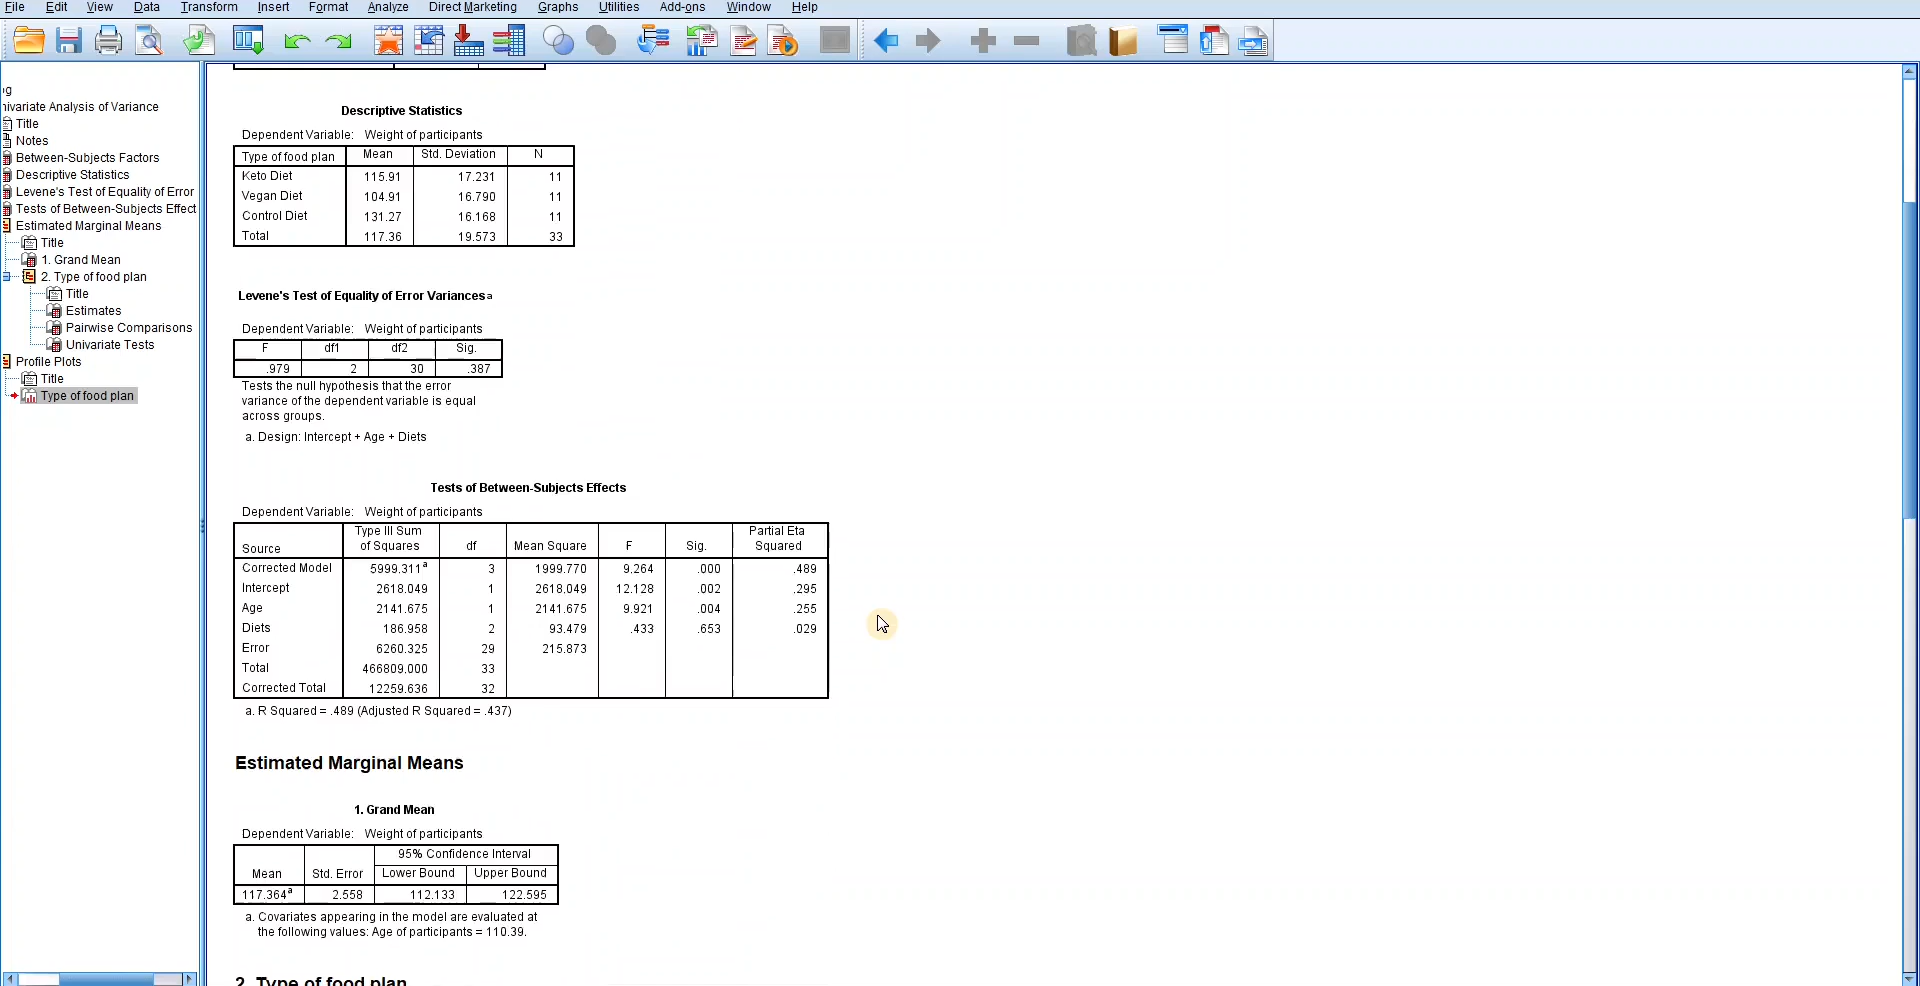 File Edit View Data Transform Insert Format Analyze Direct Marketing Graphs Utilities Add-ons Window Help
Title
Notes
Between-Subjects Factors
Descriptive Statistics
Levene's Test of Equality of Error
Tests of Between-Subjects Effect
Estimated Marginal Means
Title
1. Grand Mean
2. Type of food plan
Title
Estimates
Pairwise Comparisons
Univariate Tests
Profile Plots
Title
Type of food plan
Descriptive Statistics
Dependent Variable: Weight of participants
Type of food plan Mean Std. Deviation N
Keto Diet 115.91 17.231 11
Vegan Diet 104.91 16.790 11
Control Diet 131.27 16.168 11
Total 117.36 19.573 33
Levene's Test of Equality of Error Variances a
Dependent Variable: Weight of participants
F df1 df2 Sig.
.979 2 30 .387
Tests the null hypothesis that the error
variance of the dependent variable is equal
across groups.
a. Design: Intercept + Age + Diets
Tests of Between-Subjects Effects
Dependent Variable: Weight of participants
Source Type III Sum of Squares df Mean Square F Sig. Partial Eta Squared
Corrected Model 5999.311 a 3 1999.770 9.264 .000 .489
Intercept 2618.049 1 2618.049 12.128 .002 .295
Age 2141.675 1 2141.675 9.921 .004 .255
Diets 186.958 2 93.479 .433 .653 .029
Error 6260.325 29 215.873
Total 466809.000 33
Corrected Total 12259.636 32
a. R Squared = .489 (Adjusted R Squared = .437)
Estimated Marginal Means
1. Grand Mean
Dependent Variable: Weight of participants
95% Confidence Interval
Mean Std. Error Lower Bound Upper Bound
117.364 a 2.558 112.133 122.595
a. Covariates appearing in the model are evaluated at
the following values: Age of participants = 110.39.
2. Type of food plan